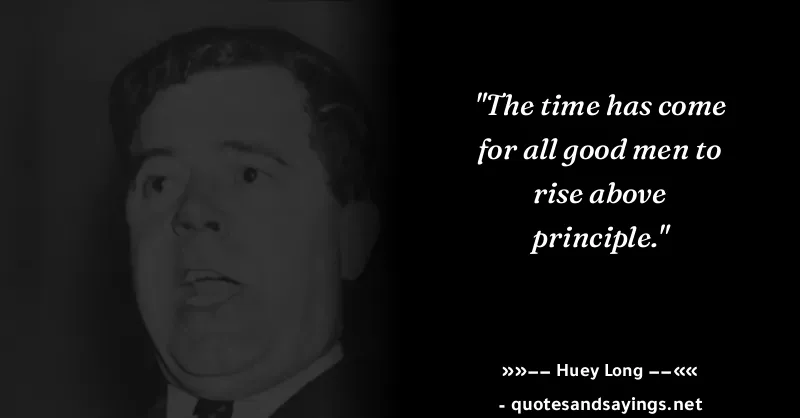 "The time has come
for all good men to
rise above
principle."
»»–– Huey Long ––««
- quotesandsayings.net